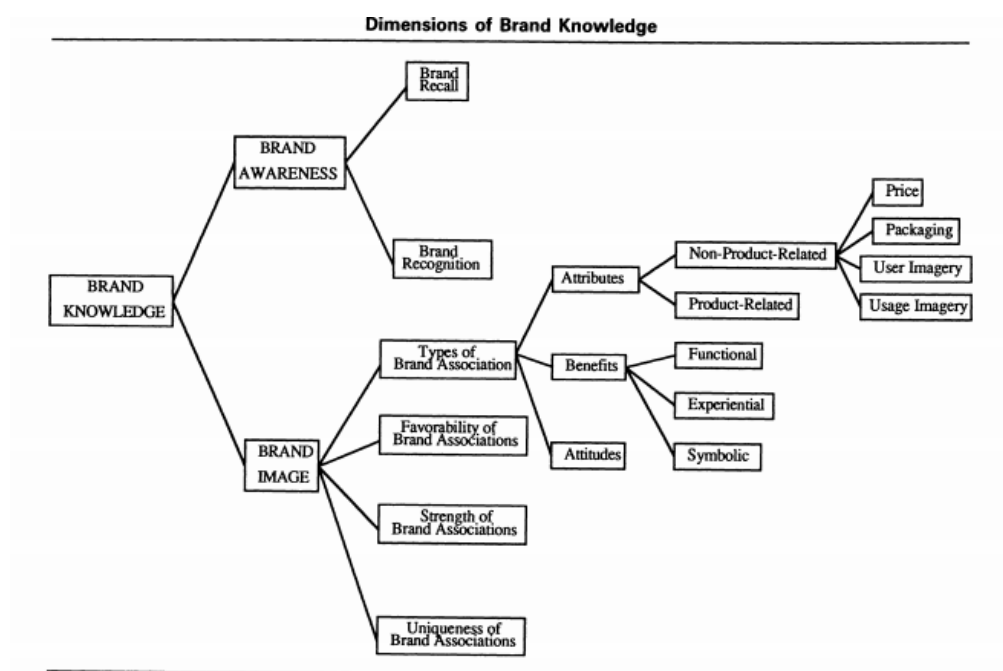 Dimensions of Brand Knowledge
Brand
Recall
BRAND
AWARENESS
Brand
Recognition
BRAND
KNOWLEDGE
BRAND
IMAGE
Types of
Brand Association
Favorability of
Brand Associations
Strength of
Brand Associations
Uniqueness of
Brand Associations
Attributes
Benefits
Attitudes
Non-Product-Related
Product-Related
Functional
Experiential
Symbolic
Price
Packaging
User Imagery
Usage Imagery